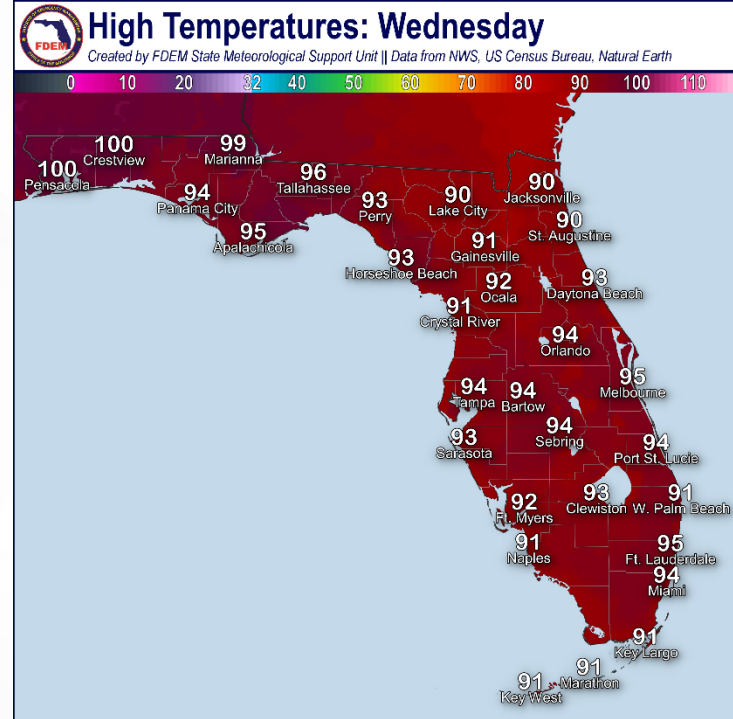 High Temperatures: Wednesday
Created by FDEM State Meteorological Support Unit || Data from NWS, US Census Bureau, Natural Earth
FDEM
0 10 20 32 40 50 60 70 80 90 100 110
100
Crestview
99
Marianna
100
Pensacola
96
Tallahassee
94
Panama City
93
Perry
90
Lake City
90
Jacksonville
95
Apalachicola
90
St. Augustine
91
Gainesville
93
Horseshoe Beach
92
Ocala
93
Daytona Beach
91
Crystal River
94
Orlando
95
Melbourne
94
Tampa
94
Bartow
94
Sebring
93
Sarasota
94
Port St. Lucie
92
Ft. Myers
93
Clewiston
91
W. Palm Beach
91
Naples
95
Ft. Lauderdale
94
Miami
91
Key Largo
91
Marathon
91
Key West